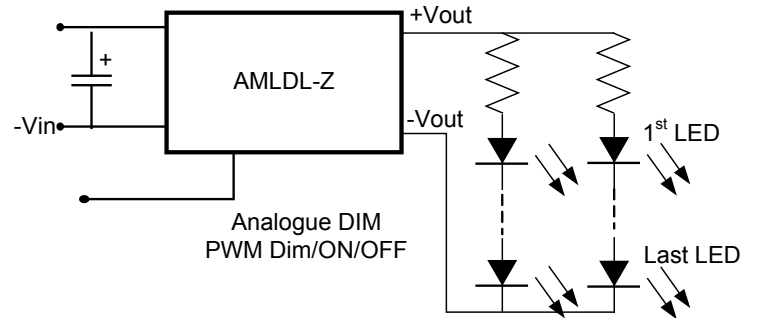 +Vout
+
AMLDL-Z
-Vin
-Vout
1st LED
Analogue DIM
PWM Dim/ON/OFF
Last LED